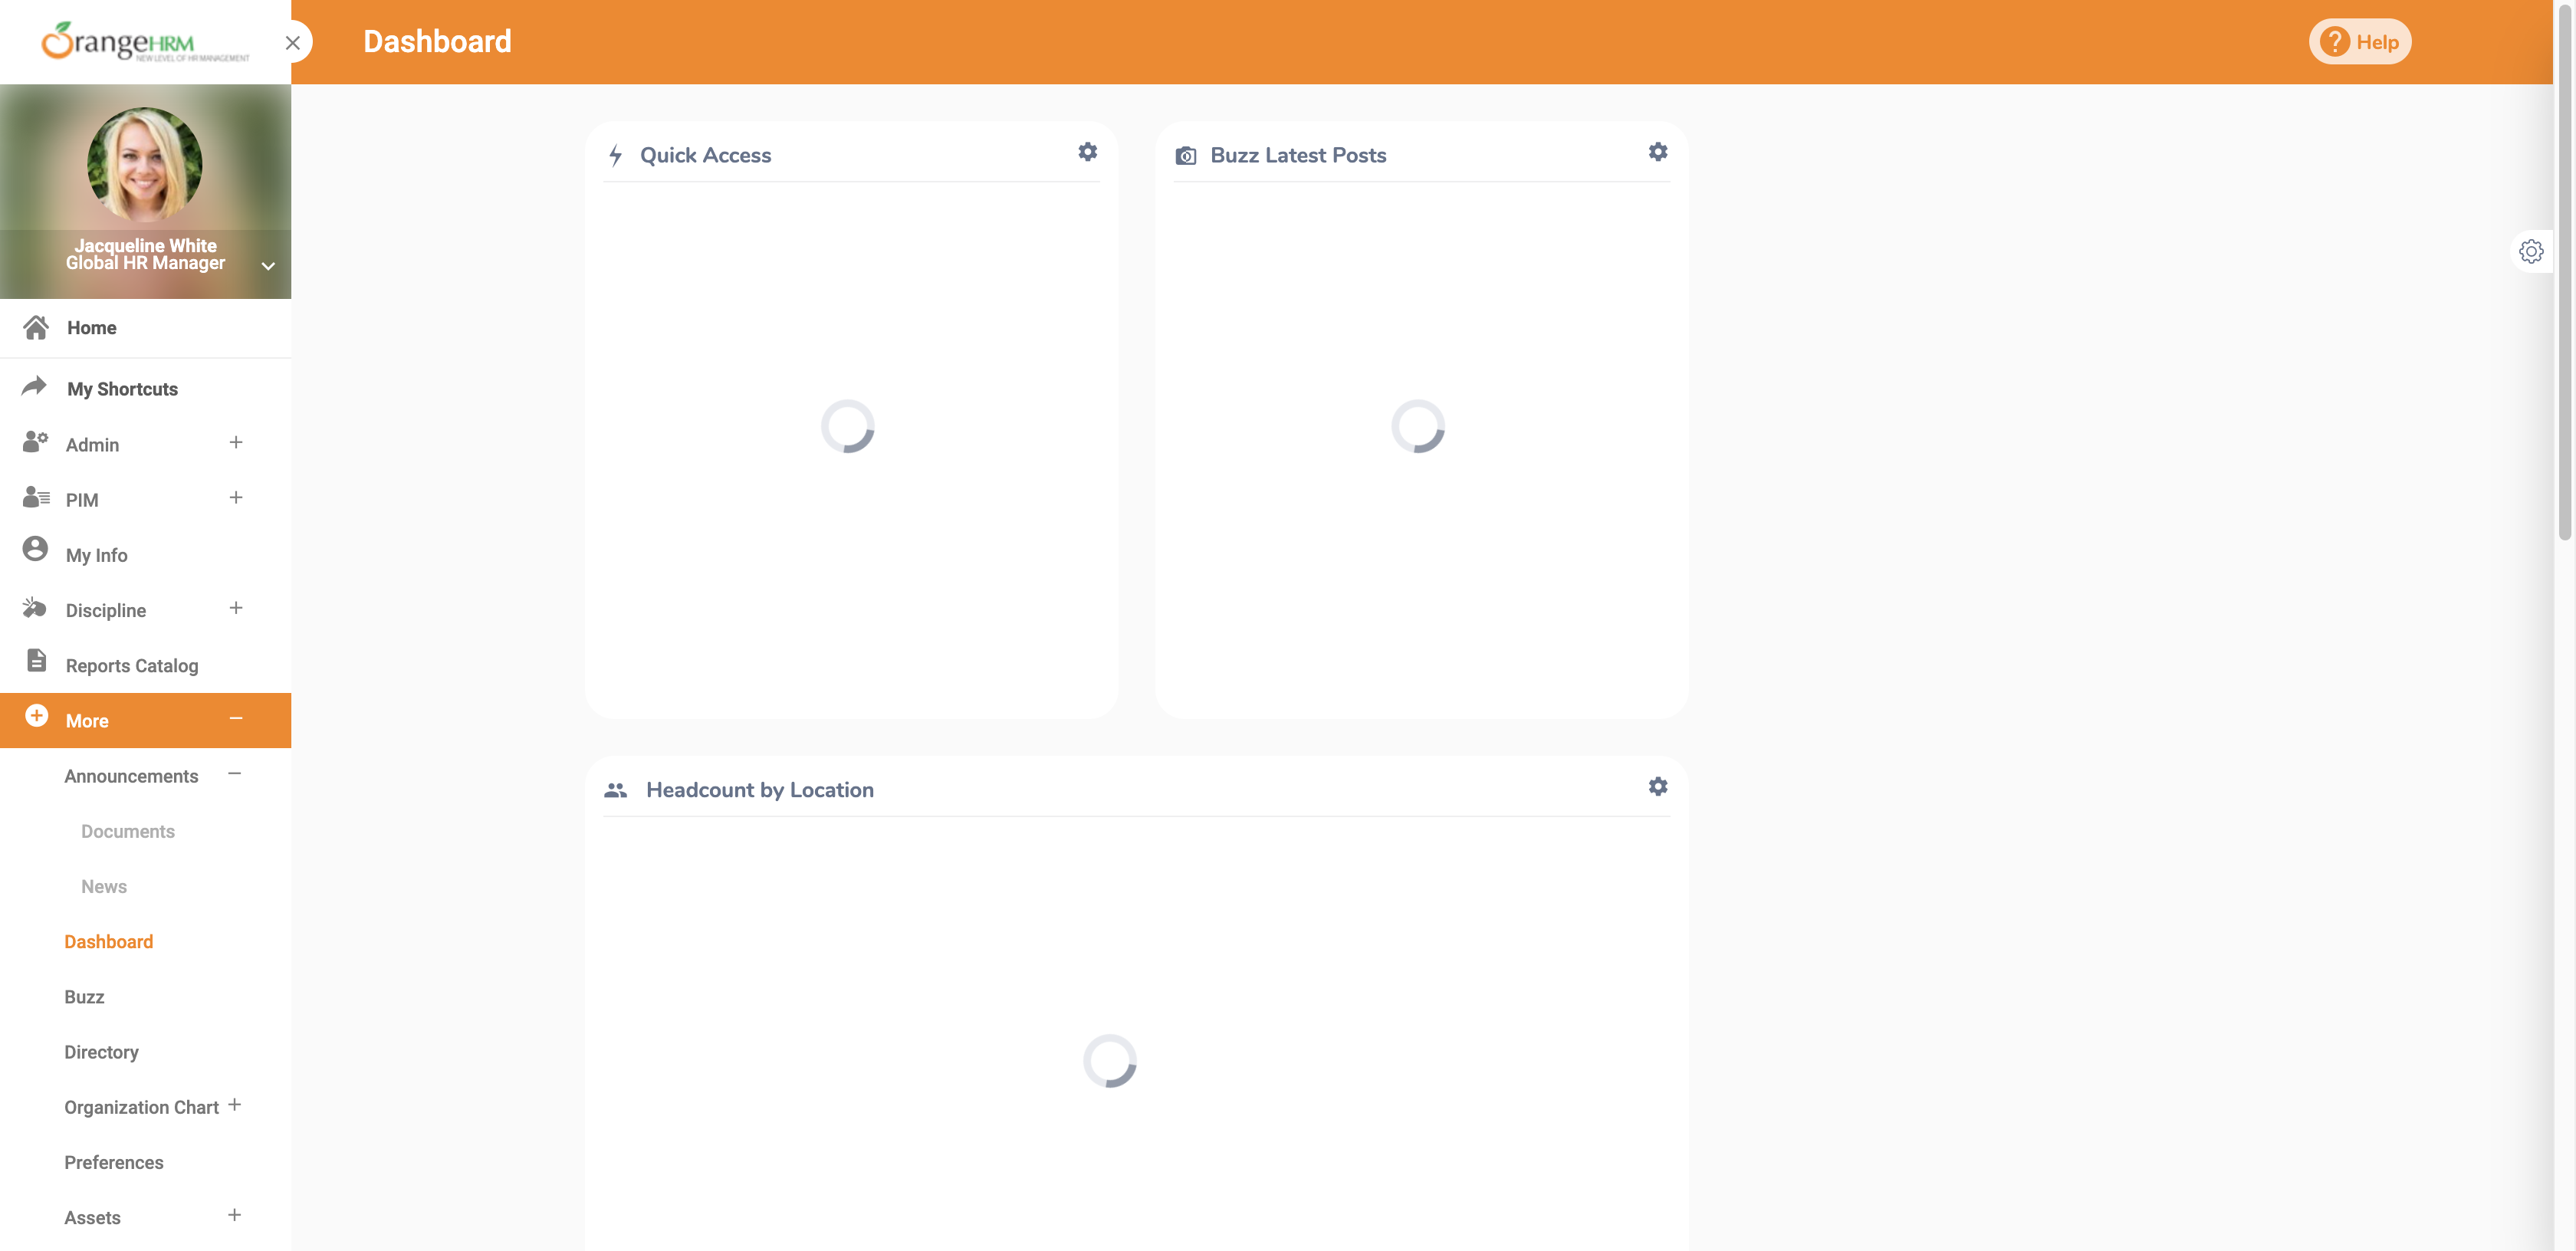 OrangeHRM
NEW LEVEL OF HR MANAGEMENT
Dashboard
? Help
Jacqueline White
Global HR Manager
Home
My Shortcuts
Admin
PIM
My Info
Discipline
Reports Catalog
More
Announcements
Documents
News
Dashboard
Buzz
Directory
Organization Chart
Preferences
Assets
Quick Access
Buzz Latest Posts
Headcount by Location